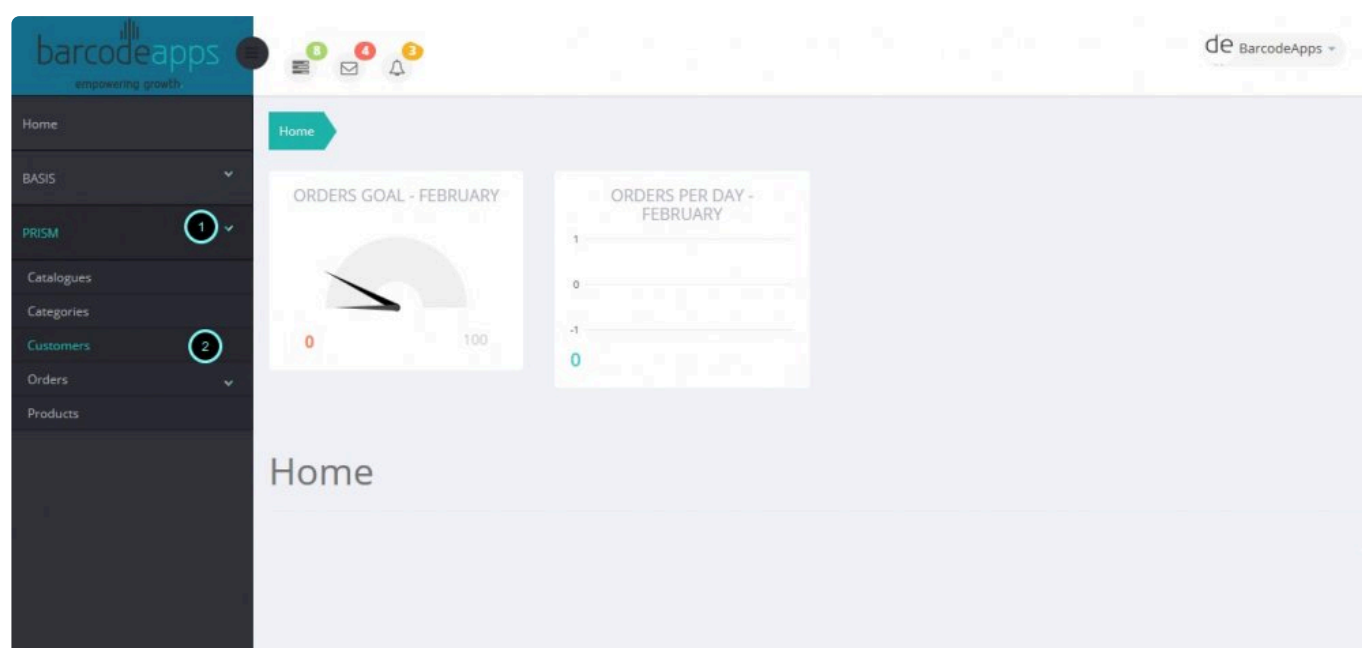 barcodeapps
empowering growth
8 4 3
de BarcodeApps
Home
BASIS
PRISM 1
Catalogues
Categories
Customers 2
Orders
Products
Home
ORDERS GOAL - FEBRUARY
0 100
ORDERS PER DAY -
FEBRUARY
1
0
-1
0
Home